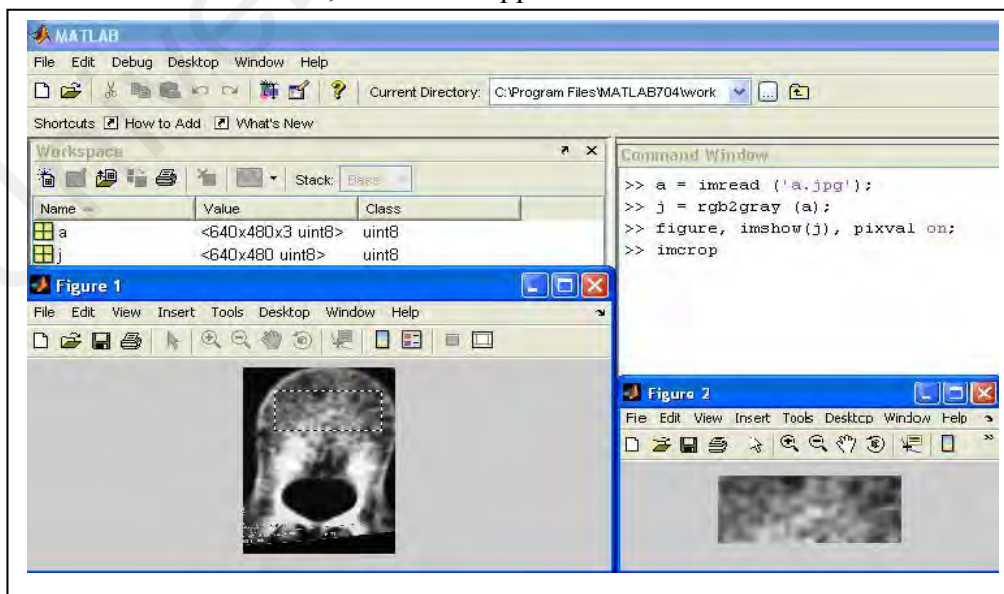 MATLAB
File Edit Debug Desktop Window Help
? Current Directory: C:\Program Files\MATLAB704\work ...
Shortcuts How to Add What's New
Workspace
Stack: Base
Name Value Class
a <640x480x3 uint8> uint8
j <640x480 uint8> uint8
Command Window
>> a = imread ('a.jpg');
>> j = rgb2gray (a);
>> figure, imshow(j), pixval on;
>> imcrop
Figure 1
File Edit View Insert Tools Desktop Window Help
Figure 2
File Edit View Insert Tools Desktop Window Help